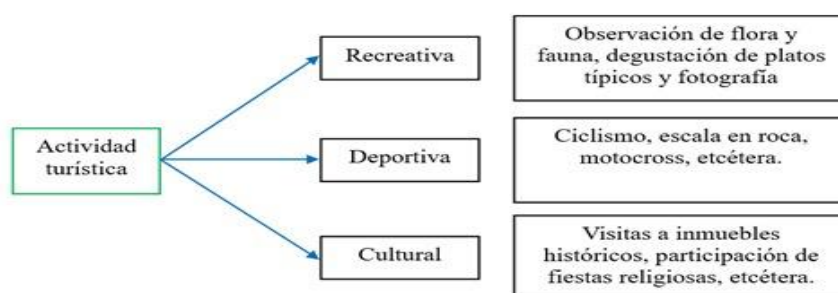 Actividad
turística
Recreativa
Observación de flora y
fauna, degustación de platos
típicos y fotografía
Deportiva
Ciclismo, escala en roca,
motocross, etcétera.
Cultural
Visitas a inmuebles
históricos, participación de
fiestas religiosas, etcétera.